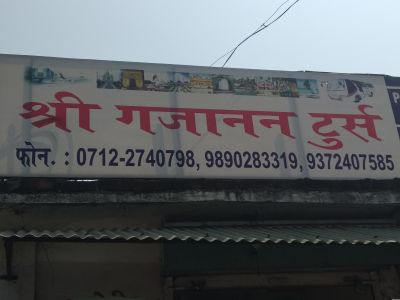 श्री गजानन टुर्स
फोन. : 0712-2740798, 9890283319, 9372407585